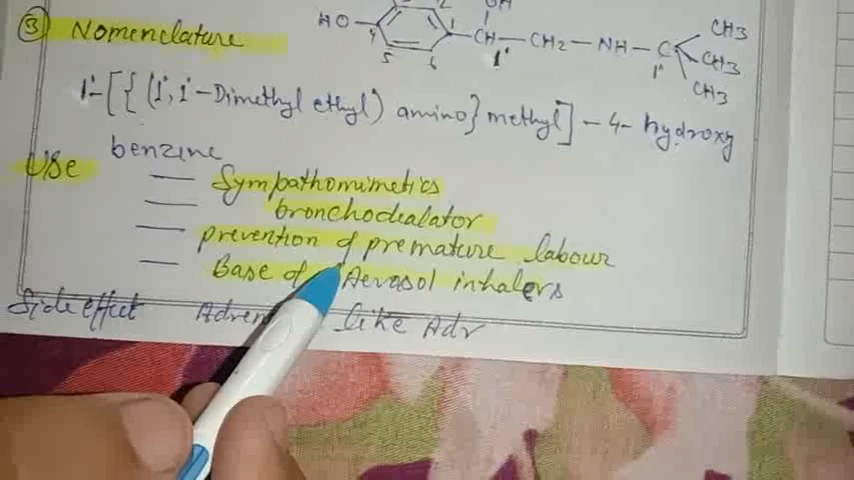 OH
HO
2
1
CH - CH2 - NH - C
CH3
CH3
CH3
4
5
6
1'
1'
③ Nomenclature
1'-[{(1',1'-Dimethyl ethyl) amino} methyl] - 4- hydroxy
benzine
Use
— Sympathomimetics
— bronchodealator
— prevention of premature labour
— Base of Aerosol inhalers
Side effect like Adr